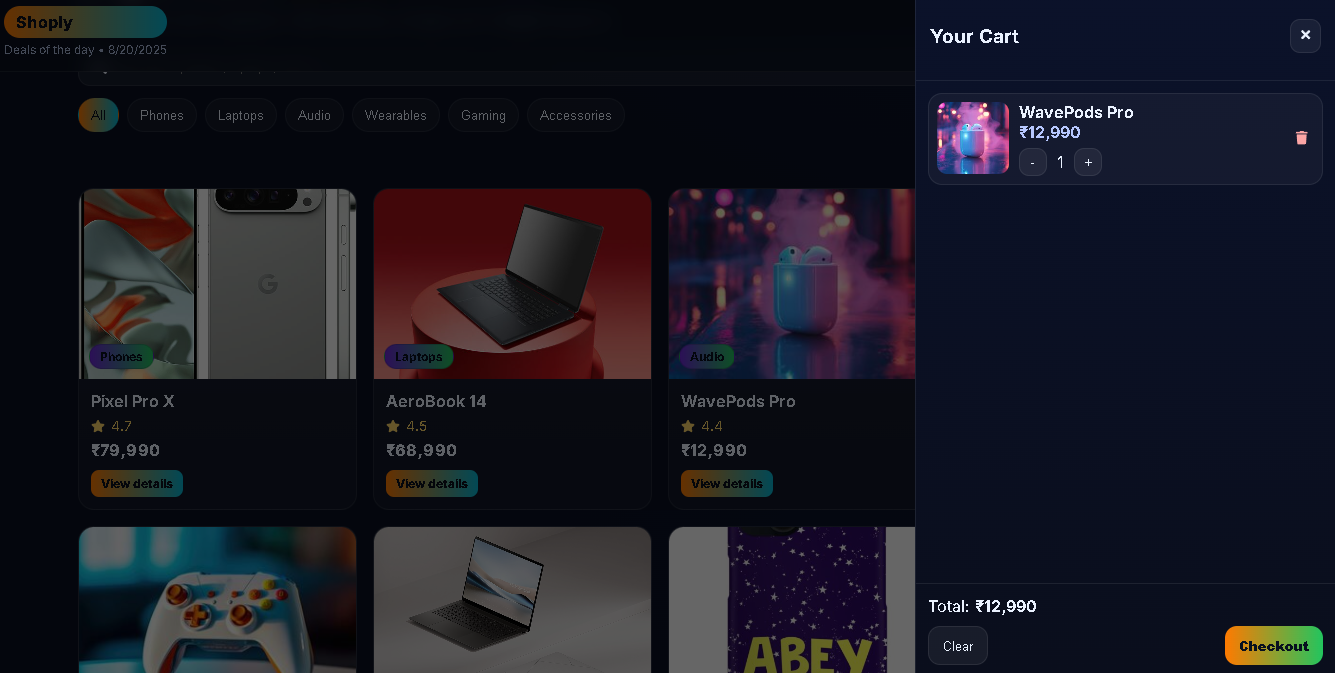 Shoply
Deals of the day • 8/20/2025
All
Phones
Laptops
Audio
Wearables
Gaming
Accessories
Phones
Pixel Pro X
4.7
₹79,990
View details
Laptops
AeroBook 14
4.5
₹68,990
View details
Audio
WavePods Pro
4.4
₹12,990
View details
ABEY
Your Cart
×
WavePods Pro
₹12,990
- 1 +
Total: ₹12,990
Clear
Checkout